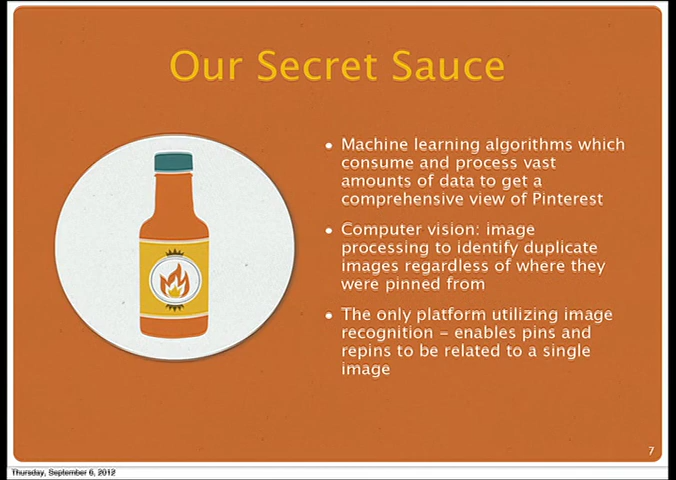 Our Secret Sauce
• Machine learning algorithms which
consume and process vast
amounts of data to get a
comprehensive view of Pinterest
• Computer vision: image
processing to identify duplicate
images regardless of where they
were pinned from
• The only platform utilizing image
recognition – enables pins and
repins to be related to a single
image
7
Thursday, September 6, 2012